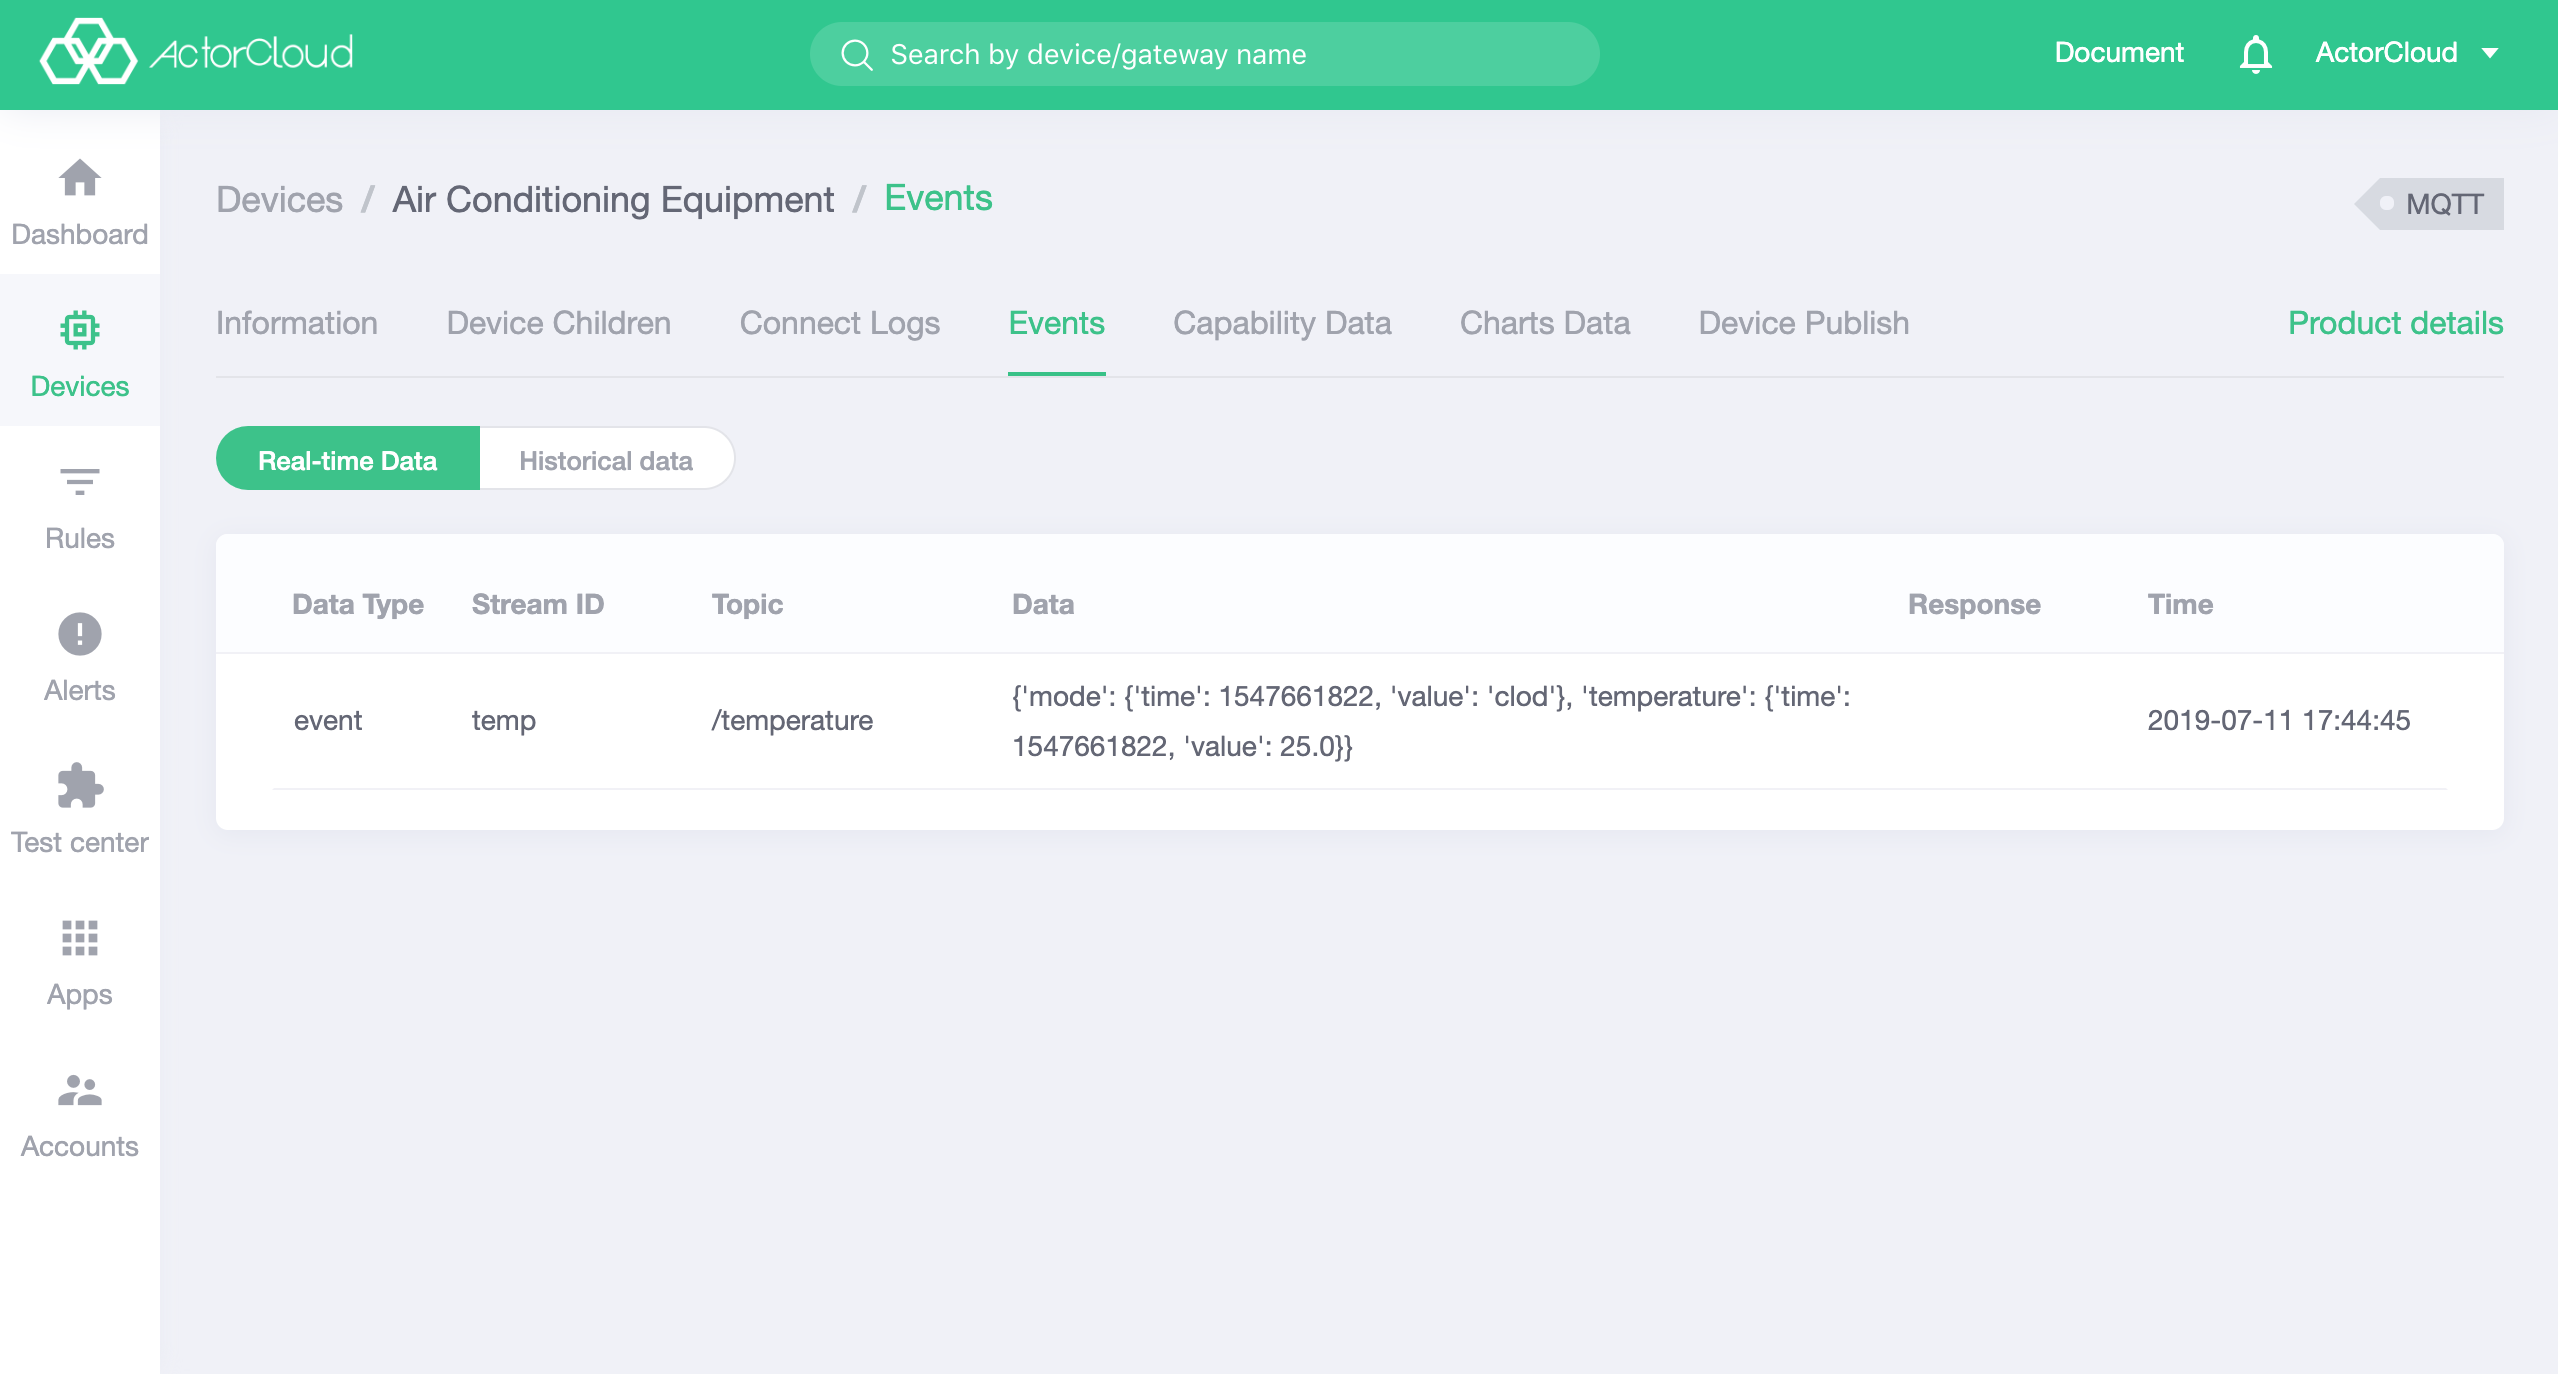 ActorCloud
Search by device/gateway name
Document
ActorCloud
Dashboard
Devices
Rules
Alerts
Test center
Apps
Accounts
Devices / Air Conditioning Equipment / Events
MQTT
Information Device Children Connect Logs Events Capability Data Charts Data Device Publish Product details
Real-time Data Historical data
Data Type Stream ID Topic Data Response Time
event temp /temperature {'mode': {'time': 1547661822, 'value': 'clod'}, 'temperature': {'time':
1547661822, 'value': 25.0}}
2019-07-11 17:44:45